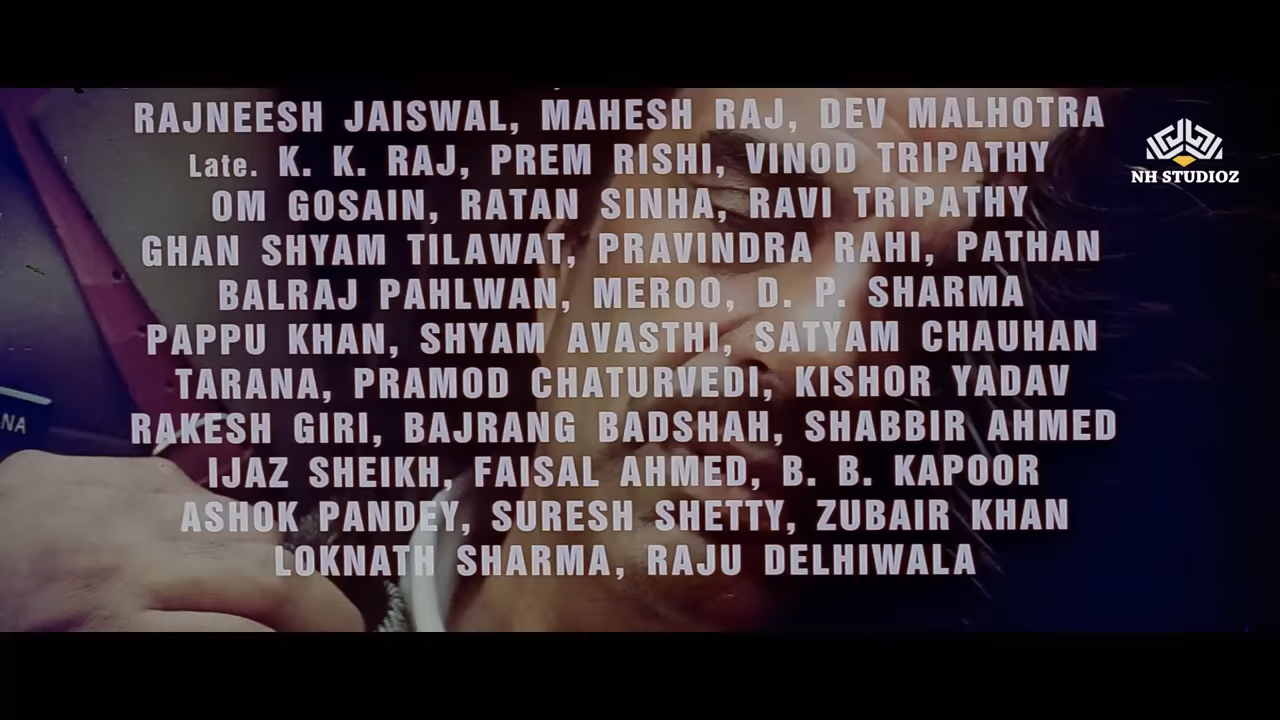 RAJNEESH JAISWAL, MAHESH RAJ, DEV MALHOTRA
Late. K. K. RAJ, PREM RISHI, VINOD TRIPATHY
OM GOSAIN, RATAN SINHA, RAVI TRIPATHY
GHAN SHYAM TILAWAT, PRAVINDRA RAHI, PATHAN
BALRAJ PAHLWAN, MEROO, D. P. SHARMA
PAPPU KHAN, SHYAM AVASTHI, SATYAM CHAUHAN
TARANA, PRAMOD CHATURVEDI, KISHOR YADAV
RAKESH GIRI, BAJRANG BADSHAH, SHABBIR AHMED
IJAZ SHEIKH, FAISAL AHMED, B. B. KAPOOR
ASHOK PANDEY, SURESH SHETTY, ZUBAIR KHAN
LOKNATH SHARMA, RAJU DELHIWALA
NH STUDIOZ
NA